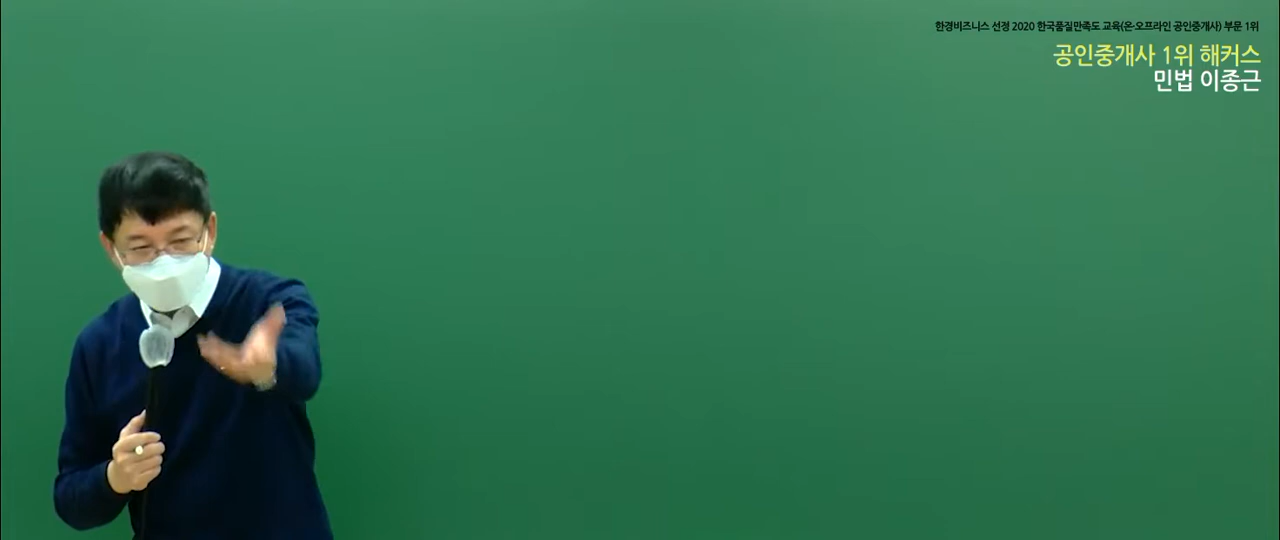 한경비즈니스 선정 2020 한국품질만족도 교육(온·오프라인 공인중개사) 부문 1위
공인중개사 1위 해커스
민법 이종근